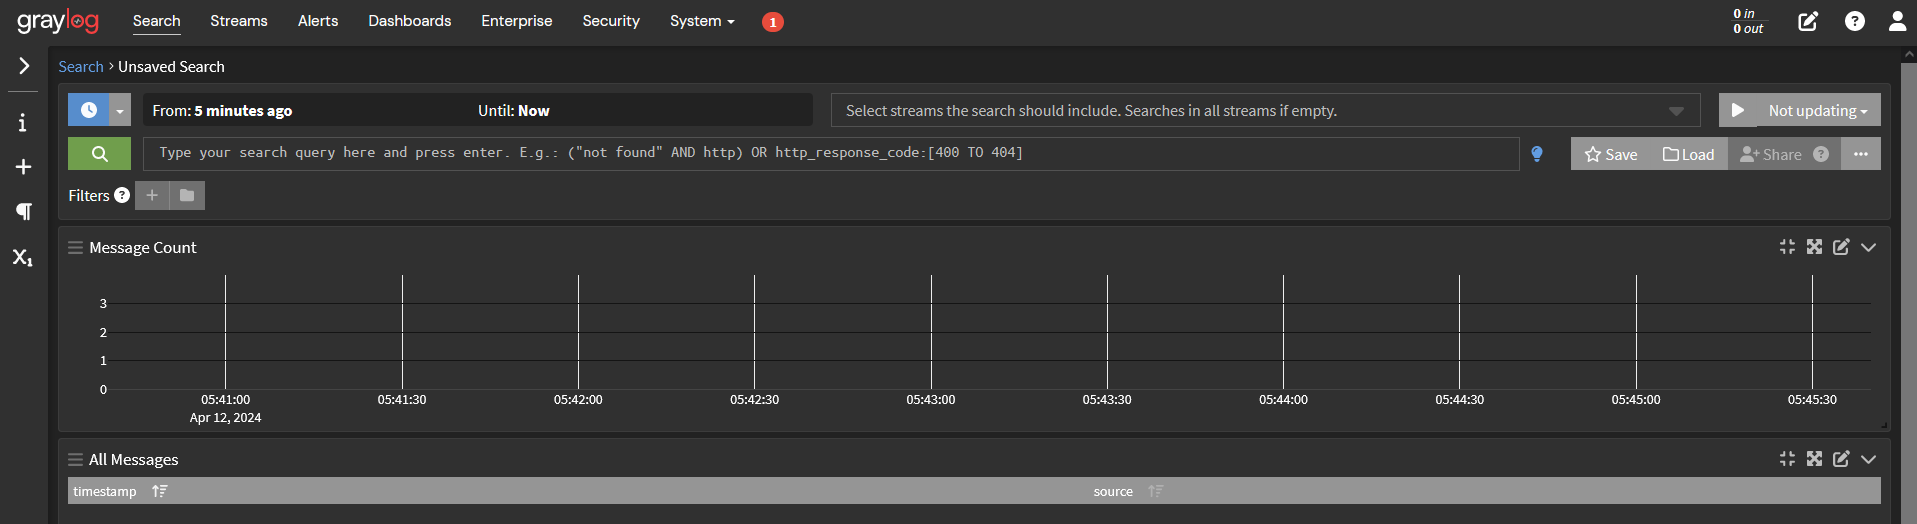 graylog Search Streams Alerts Dashboards Enterprise Security System 1 0 in
0 out ?
Search > Unsaved Search
From: 5 minutes ago Until: Now Select streams the search should include. Searches in all streams if empty. Not updating
Type your search query here and press enter. E.g.: ("not found" AND http) OR http_response_code:[400 TO 404] Save Load Share ? ...
Filters ? +
Message Count
3
2
1
0
05:41:00 05:41:30 05:42:00 05:42:30 05:43:00 05:43:30 05:44:00 05:44:30 05:45:00 05:45:30
Apr 12, 2024
All Messages
timestamp source
i
+
¶
X₁